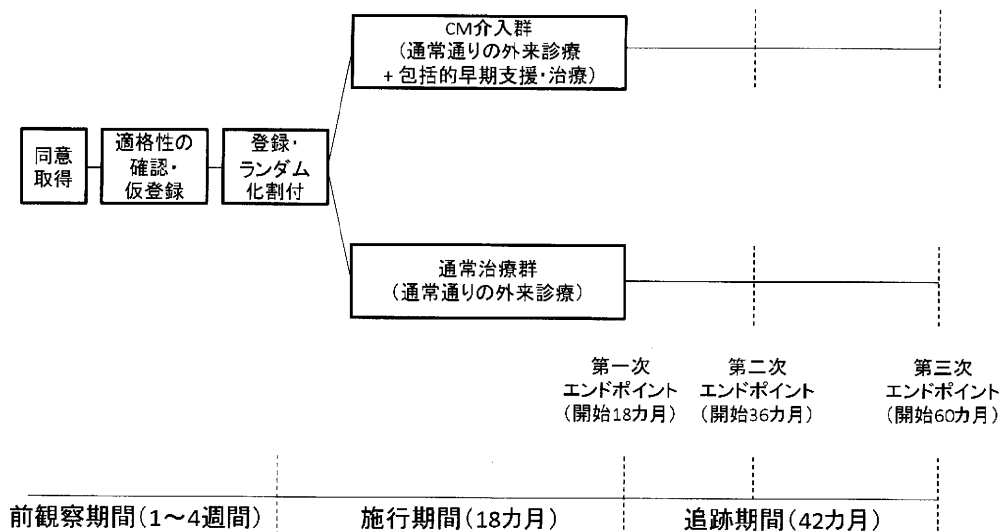 CM介入群
(通常通りの外来診療
+ 包括的早期支援・治療)
同意
取得
適格性の
確認・
仮登録
登録・
ランダム
化割付
通常治療群
(通常通りの外来診療)
第一次
エンドポイント
(開始18カ月)
第二次
エンドポイント
(開始36カ月)
第三次
エンドポイント
(開始60カ月)
前観察期間(1〜4週間)
施行期間(18カ月)
追跡期間(42カ月)